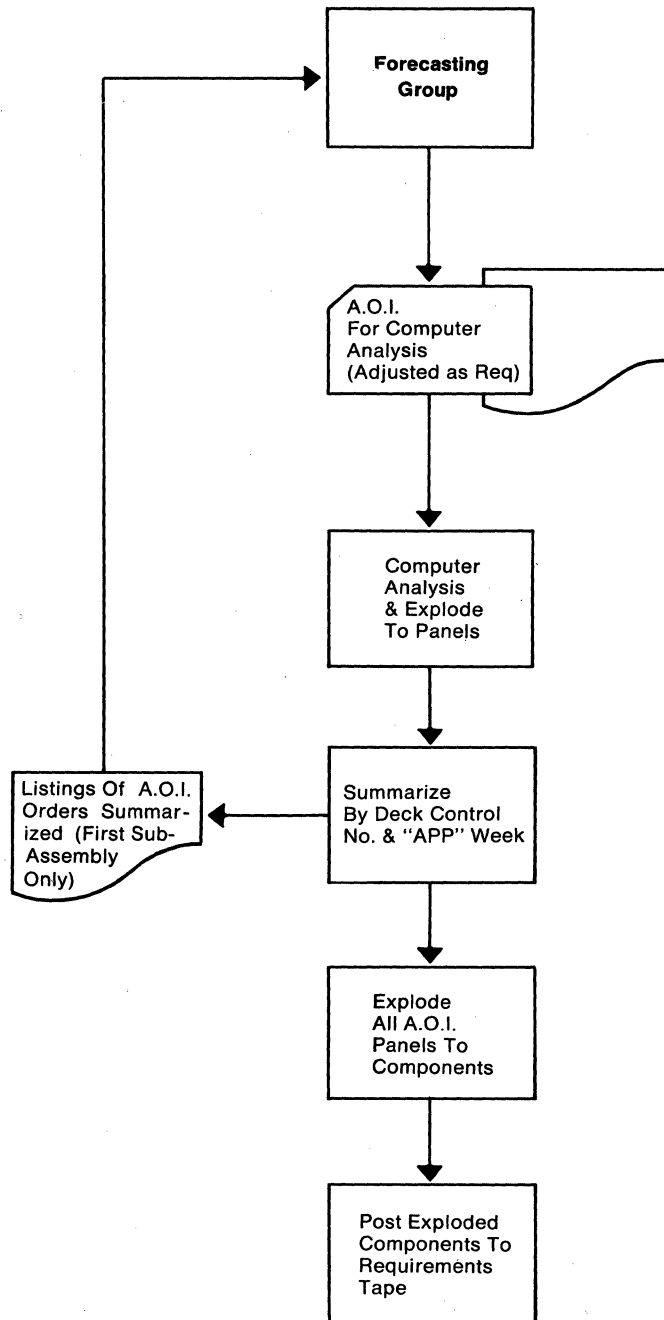 Forecasting
Group
A.O.I.
For Computer
Analysis
(Adjusted as Req)
Computer
Analysis
& Explode
To Panels
Summarize
By Deck Control
No. & "APP" Week
Listings Of A.O.I.
Orders Summar-
ized (First Sub-
Assembly
Only)
Explode
All A.O.I.
Panels To
Components
Post Exploded
Components To
Requirements
Tape